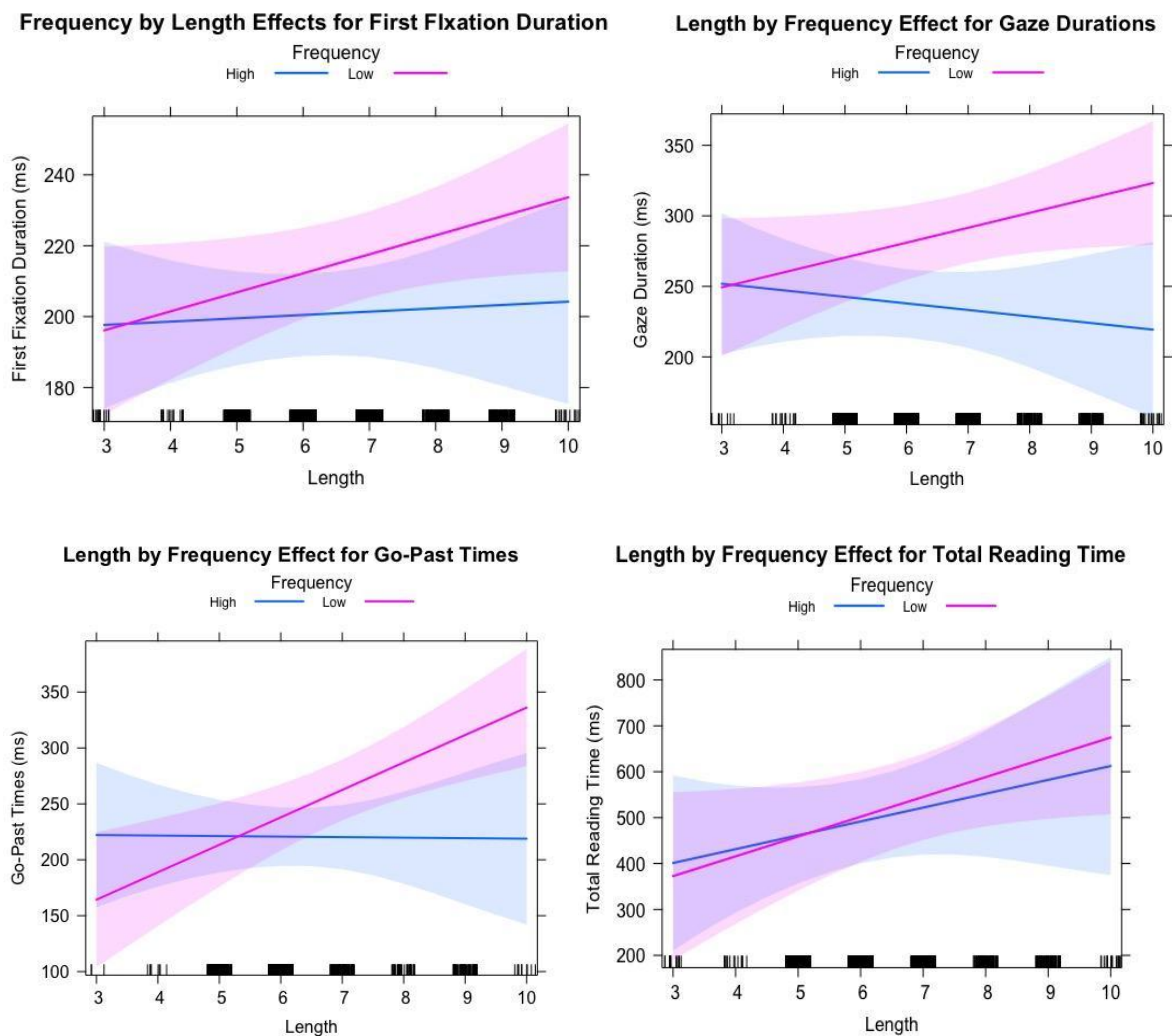 Frequency by Length Effects for First FIxation Duration
Frequency
High Low
First Fixation Duration (ms)
240
220
200
180
3 4 5 6 7 8 9 10
Length
Length by Frequency Effect for Gaze Durations
Frequency
High Low
Gaze Duration (ms)
350
300
250
200
3 4 5 6 7 8 9 10
Length
Length by Frequency Effect for Go-Past Times
Frequency
High Low
Go-Past Times (ms)
350
300
250
200
150
100
3 4 5 6 7 8 9 10
Length
Length by Frequency Effect for Total Reading Time
Frequency
High Low
Total Reading Time (ms)
800
700
600
500
400
300
200
3 4 5 6 7 8 9 10
Length